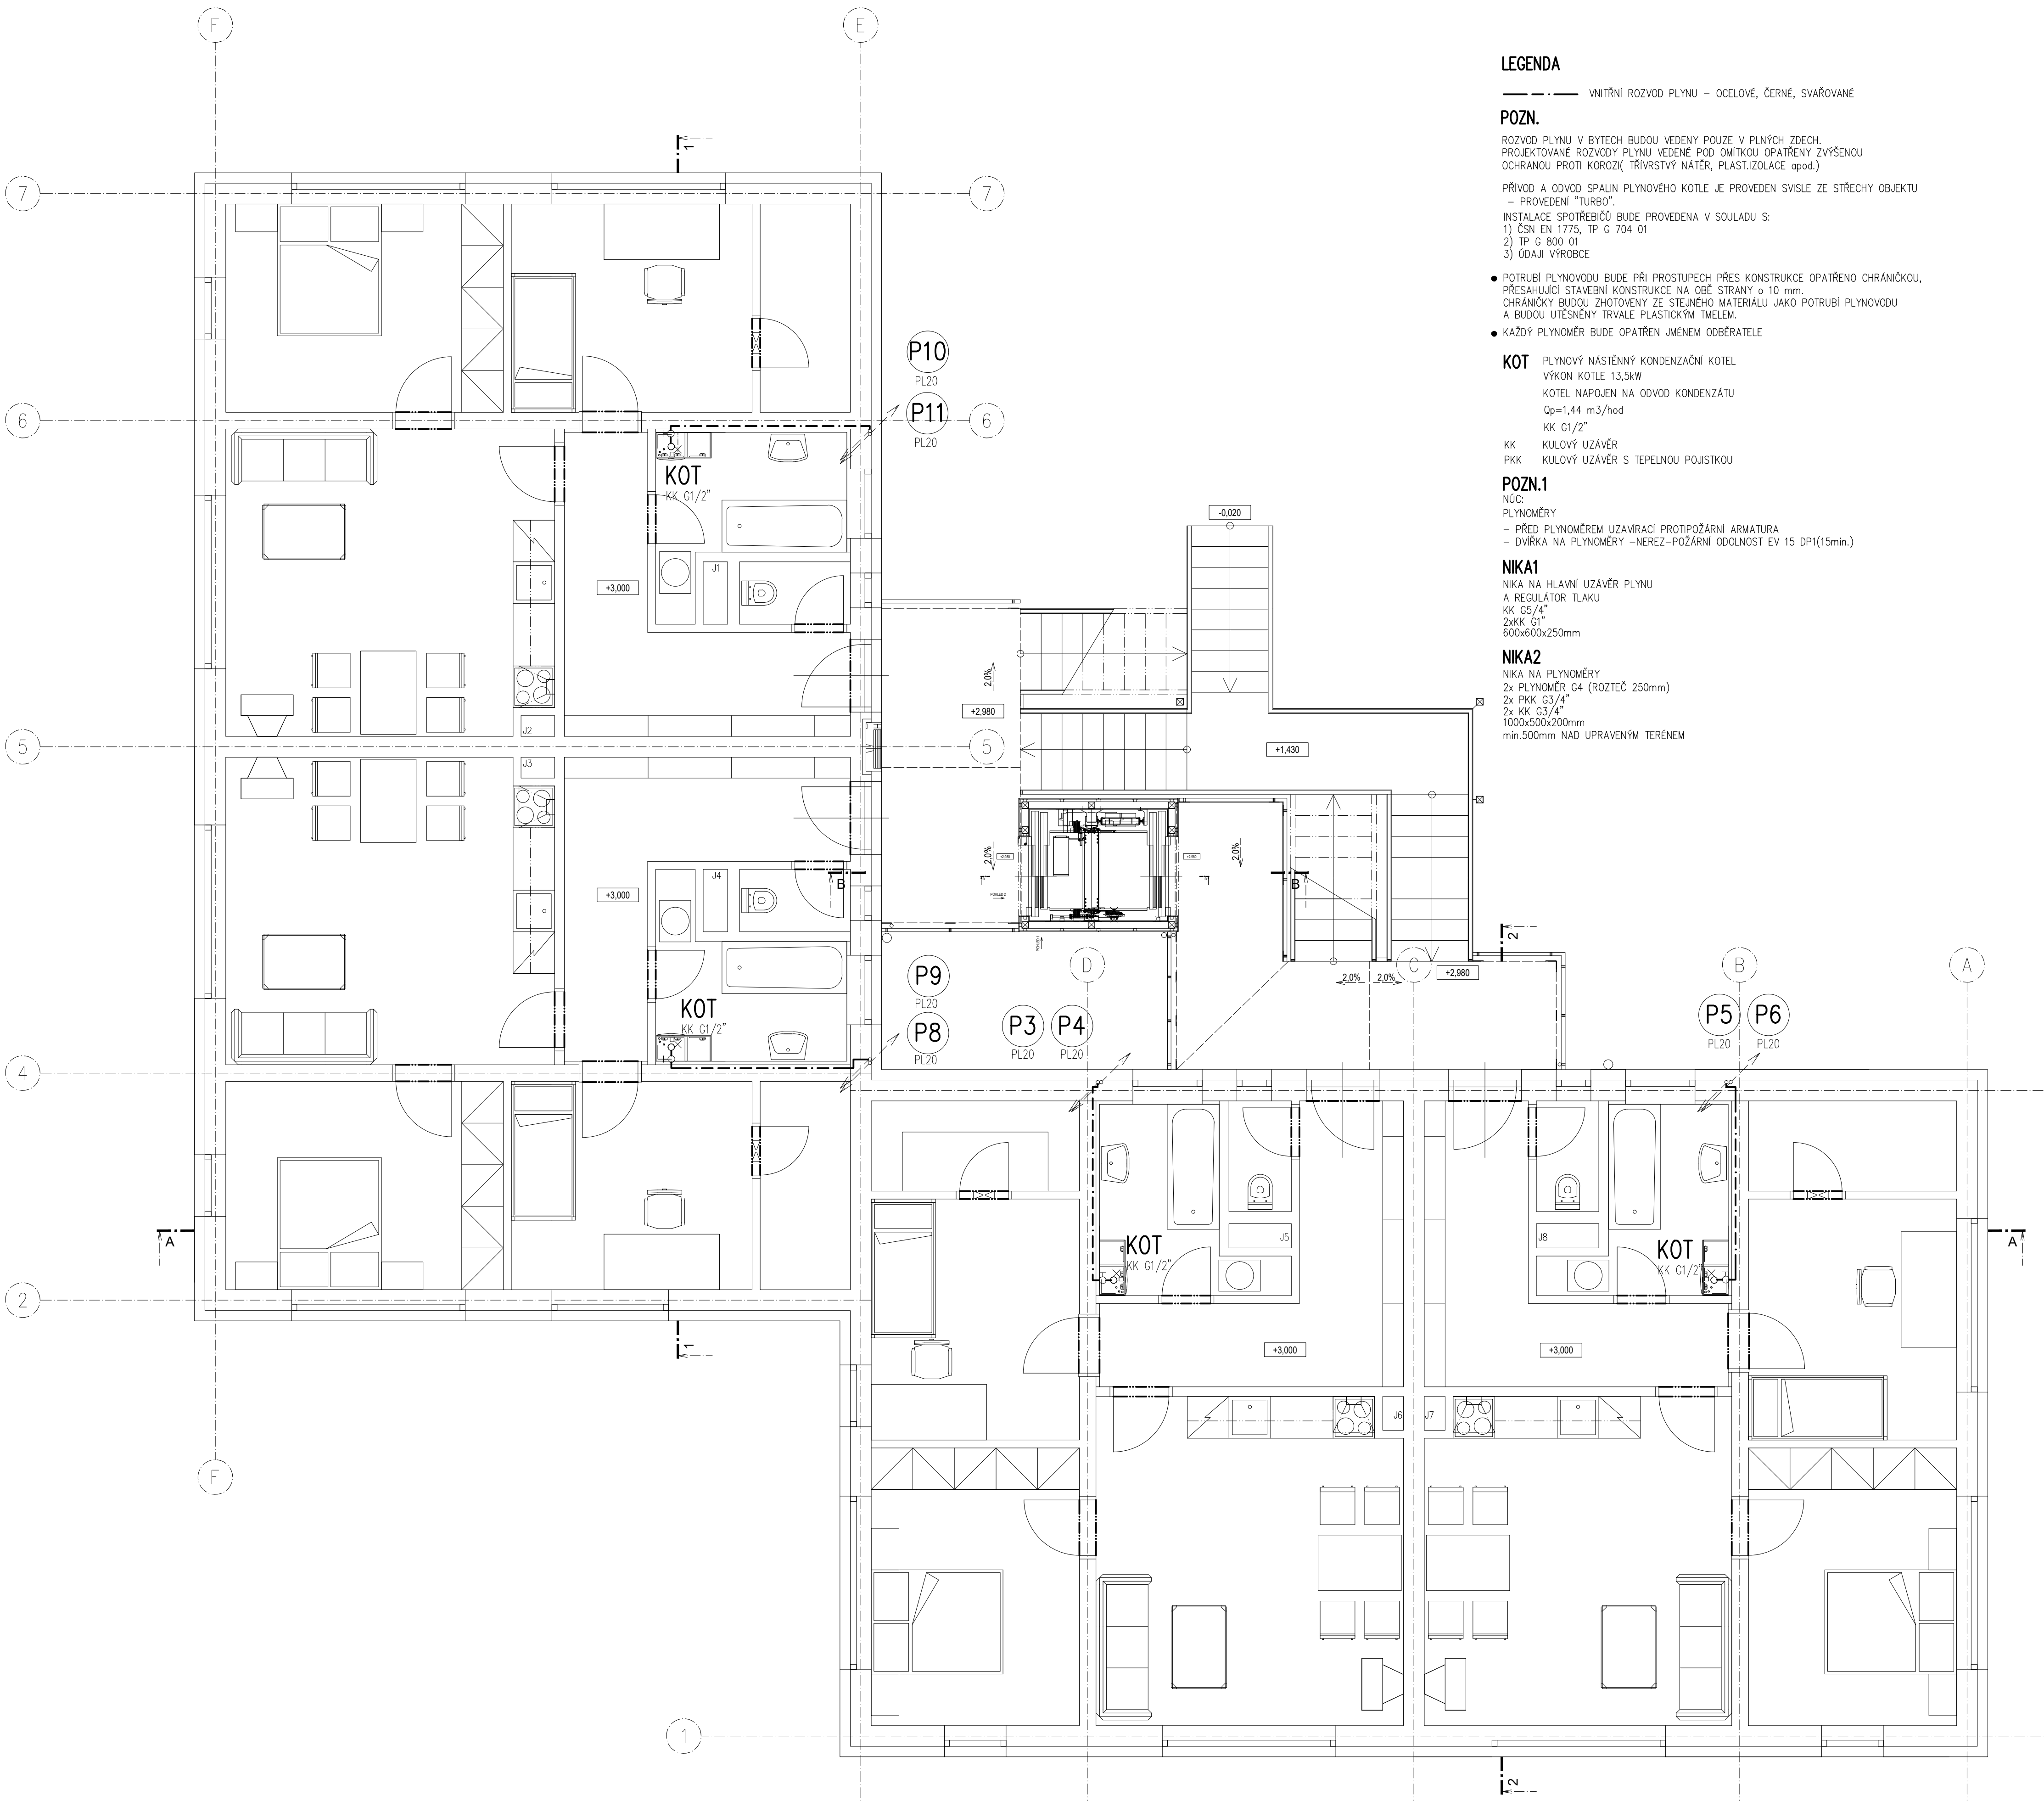 F
E
LEGENDA
VNITŘNÍ ROZVOD PLYNU – OCELOVÉ, ČERNÉ, SVAŘOVANÉ
POZN.
ROZVOD PLYNU V BYTECH BUDOU VEDENY POUZE V PLNÝCH ZDECH.
PROJEKTOVANÉ ROZVODY PLYNU VEDENÉ POD OMÍTKOU OPATŘENY ZVÝŠENOU
OCHRANOU PROTI KOROZI( TŘÍVRSTVÝ NÁTĚR, PLAST.IZOLACE apod.)
PŘÍVOD A ODVOD SPALIN PLYNOVÉHO KOTLE JE PROVEDEN SVISLE ZE STŘECHY OBJEKTU
– PROVEDENÍ "TURBO".
INSTALACE SPOTŘEBIČŮ BUDE PROVEDENA V SOULADU S:
1) ČSN EN 1775, TP G 704 01
2) TP G 800 01
3) ÚDAJI VÝROBCE
● POTRUBÍ PLYNOVODU BUDE PŘI PROSTUPECH PŘES KONSTRUKCE OPATŘENO CHRÁNIČKOU,
PŘESAHUJÍCÍ STAVEBNÍ KONSTRUKCE NA OBĚ STRANY o 10 mm.
CHRÁNIČKY BUDOU ZHOTOVENY ZE STEJNÉHO MATERIÁLU JAKO POTRUBÍ PLYNOVODU
A BUDOU UTĚSNĚNY TRVALE PLASTICKÝM TMELEM.
● KAŽDÝ PLYNOMĚR BUDE OPATŘEN JMÉNEM ODBĚRATELE
KOT PLYNOVÝ NÁSTĚNNÝ KONDENZAČNÍ KOTEL
VÝKON KOTLE 13,5kW
KOTEL NAPOJEN NA ODVOD KONDENZÁTU
Qp=1,44 m3/hod
KK G1/2"
KK KULOVÝ UZÁVĚR
PKK KULOVÝ UZÁVĚR S TEPELNOU POJISTKOU
POZN.1
NÚC:
PLYNOMĚRY
– PŘED PLYNOMĚREM UZAVÍRACÍ PROTIPOŽÁRNÍ ARMATURA
– DVÍŘKA NA PLYNOMĚRY –NEREZ–POŽÁRNÍ ODOLNOST EV 15 DP1(15min.)
NIKA1
NIKA NA HLAVNÍ UZÁVĚR PLYNU
A REGULÁTOR TLAKU
KK G5/4"
2xKK G1"
600x600x250mm
NIKA2
NIKA NA PLYNOMĚRY
2x PLYNOMĚR G4 (ROZTEČ 250mm)
2x PKK G3/4"
2x KK G3/4"
1000x500x200mm
min.500mm NAD UPRAVENÝM TERÉNEM
1
7
7
P10
PL20
P11
PL20
6
6
KOT
KK G1/2"
-0,020
J1
+3,000
2,0%
+2,980
J2
5
5
+1,430
J3
2,0%
+2,980
+2,980
2,0%
J4
B
B
+3,000
POHLED 2
POHLED 1
2
P9
PL20
D
2,0%
2,0%
C
+2,980
B
A
KOT
KK G1/2"
P8
PL20
P3
PL20
P4
PL20
P5
PL20
P6
PL20
4
A
J5
J8
A
KOT
KK G1/2"
KOT
KK G1/2"
2
1
+3,000
+3,000
J6
J7
F
1
2